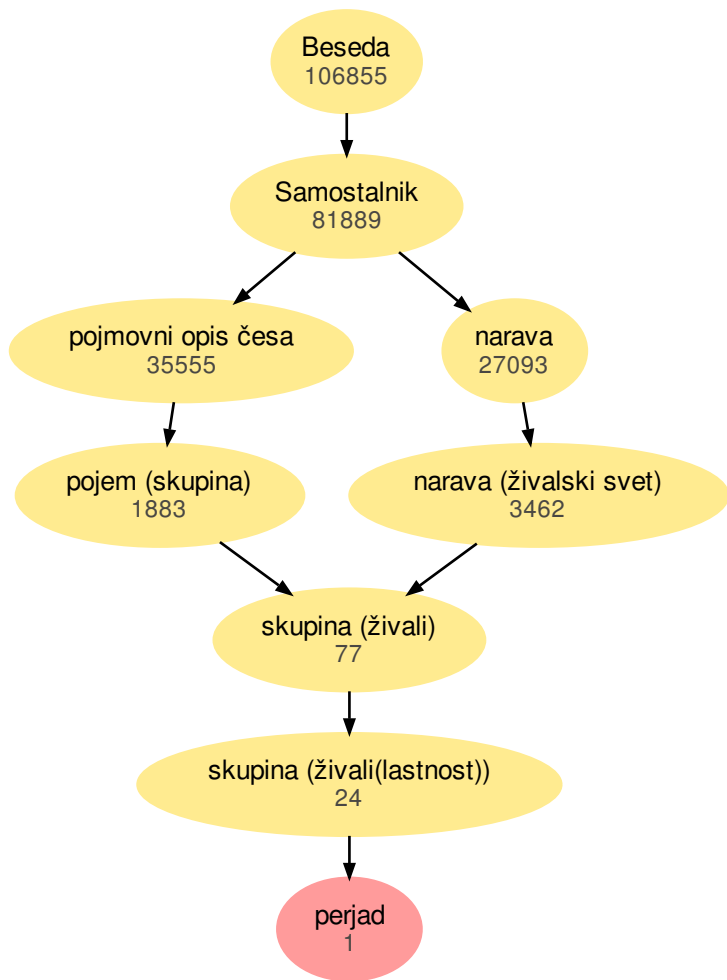 Beseda
106855
Samostalnik
81889
pojmovni opis česa
35555
narava
27093
pojem (skupina)
1883
narava (živalski svet)
3462
skupina (živali)
77
skupina (živali(lastnost))
24
perjad
1